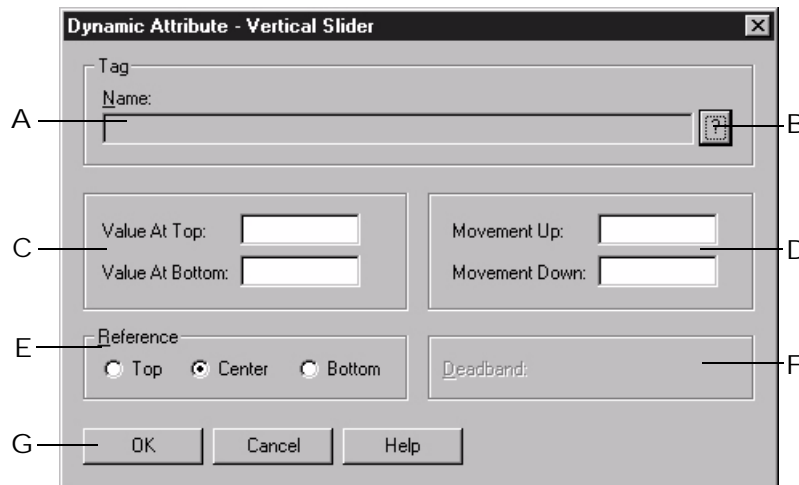 Dynamic Attribute - Vertical Slider
Tag
Name:
A
?
B
Value At Top:
Movement Up:
C
D
Value At Bottom:
Movement Down:
Reference
E
Top Center Bottom
Deadband:
F
G
OK Cancel Help